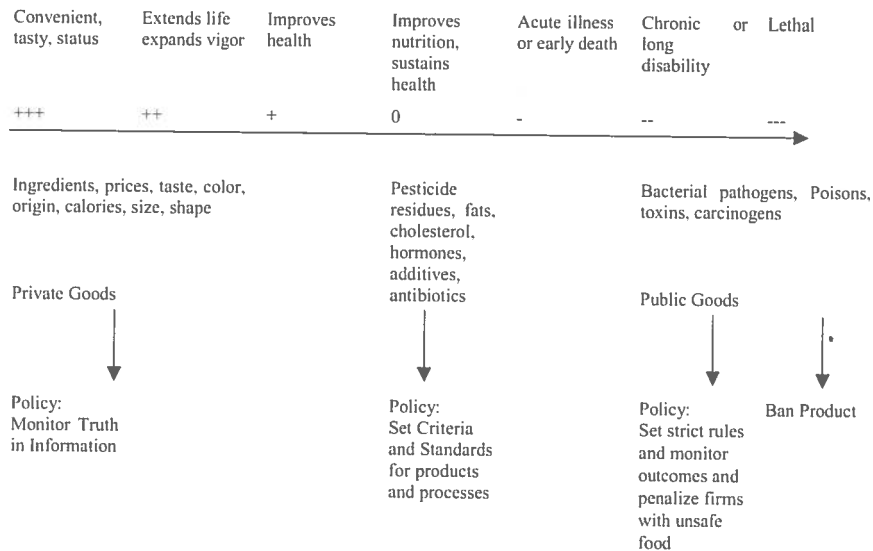 Convenient,
tasty, status
Extends life
expands vigor
Improves
health
Improves
nutrition,
sustains
health
Acute illness
or early death
Chronic or
long
disability
Lethal
+++
++
+
0
-
--
---
Ingredients, prices, taste, color,
origin, calories, size, shape
Pesticide
residues, fats,
cholesterol,
hormones,
additives,
antibiotics
Bacterial pathogens, Poisons,
toxins, carcinogens
Private Goods
Public Goods
Policy:
Monitor Truth
in Information
Policy:
Set Criteria
and Standards
for products
and processes
Policy:
Set strict rules
and monitor
outcomes and
penalize firms
with unsafe
food
Ban Product